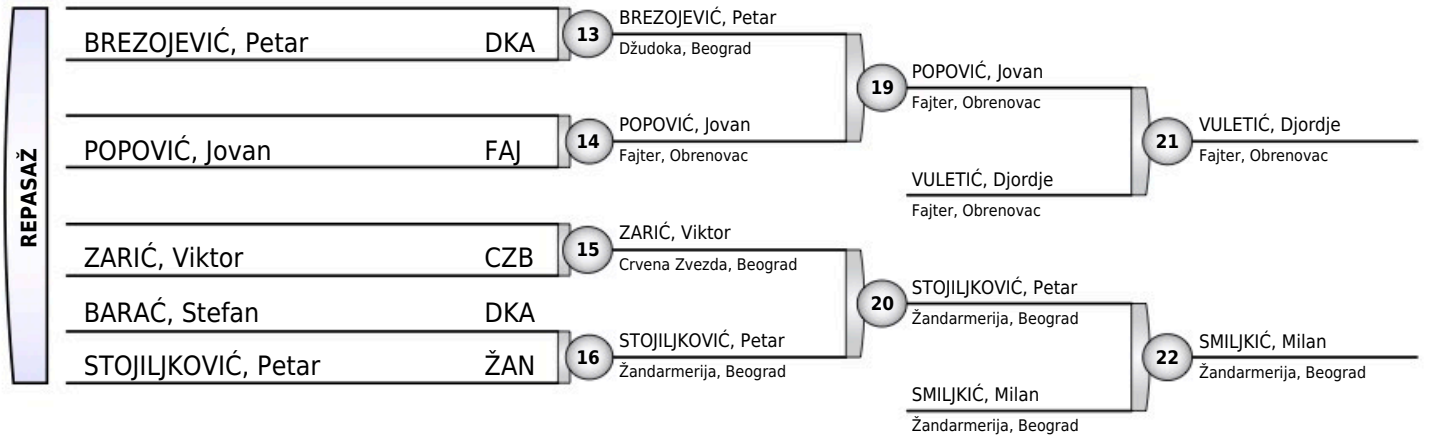 REPASAŽ
BREZOJEVIĆ, Petar DKA
POPOVIĆ, Jovan FAJ
ZARIĆ, Viktor CZB
BARAĆ, Stefan DKA
STOJILJKOVIĆ, Petar ŽAN
13
BREZOJEVIĆ, Petar
Džudoka, Beograd
14
POPOVIĆ, Jovan
Fajter, Obrenovac
15
ZARIĆ, Viktor
Crvena Zvezda, Beograd
16
STOJILJKOVIĆ, Petar
Žandarmerija, Beograd
19
POPOVIĆ, Jovan
Fajter, Obrenovac
VULETIĆ, Djordje
Fajter, Obrenovac
20
STOJILJKOVIĆ, Petar
Žandarmerija, Beograd
SMILJKIĆ, Milan
Žandarmerija, Beograd
21
VULETIĆ, Djordje
Fajter, Obrenovac
22
SMILJKIĆ, Milan
Žandarmerija, Beograd